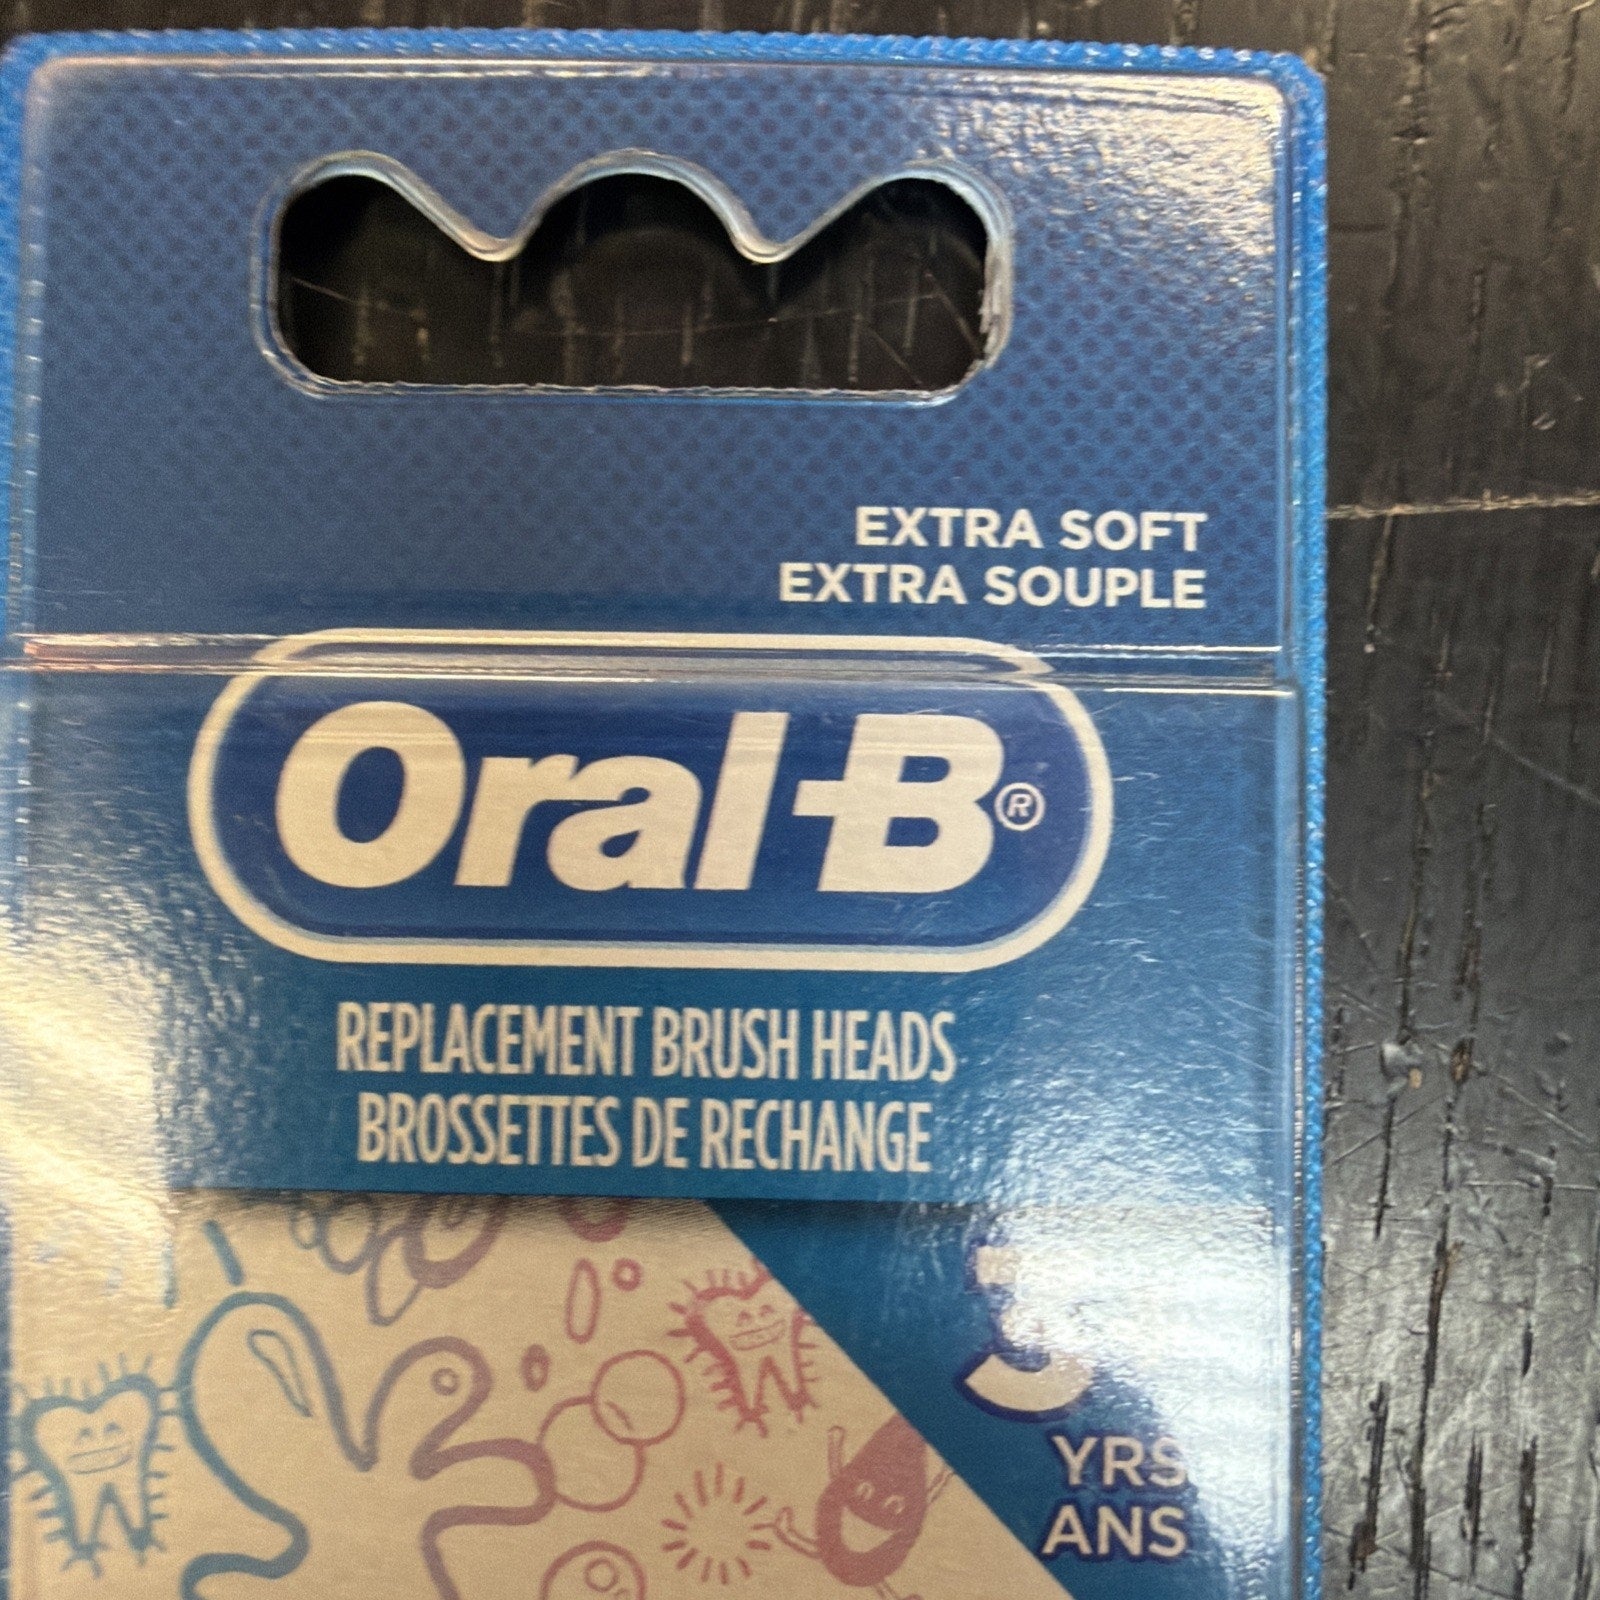 EXTRA SOFT
EXTRA SOUPLE
Oral-B®
REPLACEMENT BRUSH HEADS
BROSSETTES DE RECHANGE
YRS
ANS